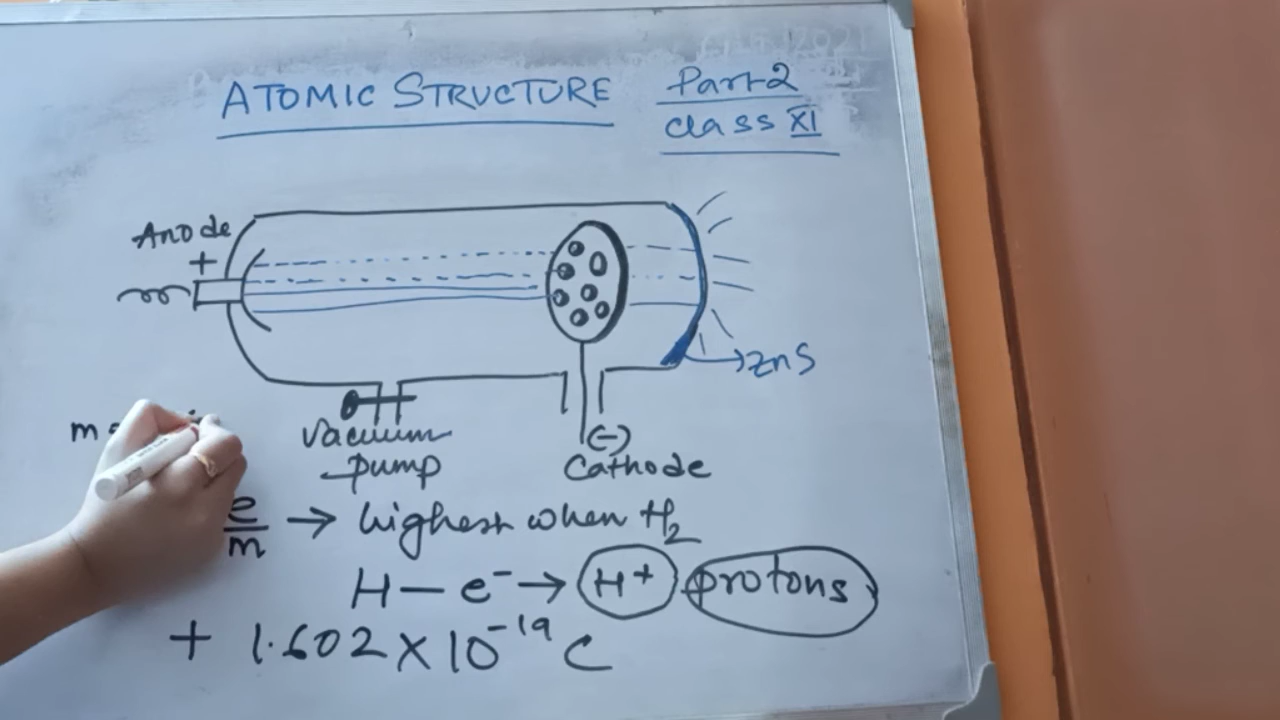 ATOMIC STRUCTURE Part-2
class XI
Anode
+
ZnS
Vacuum
pump
(-)
Cathode
e/m → highest when H₂
H — e⁻ → H⁺ protons
+ 1.602 X 10⁻¹⁹ C